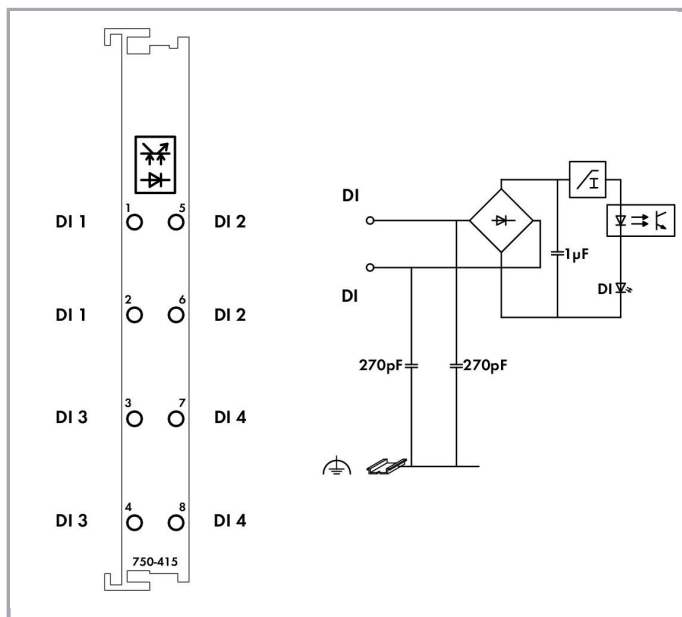 1 5
DI 1 DI 2
2 6
DI 1 DI 2
3 7
DI 3 DI 4
4 8
DI 3 DI 4
750-415
DI
DI
I
1µF
DI
270pF 270pF